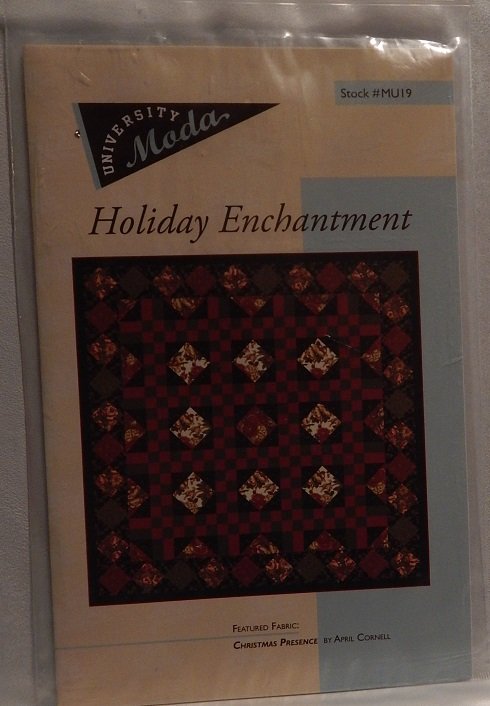 Stock #MU19
UNIVERSITY
Moda
Holiday Enchantment
FEATURED FABRIC:
CHRISTMAS PRESENCE BY APRIL CORNELL